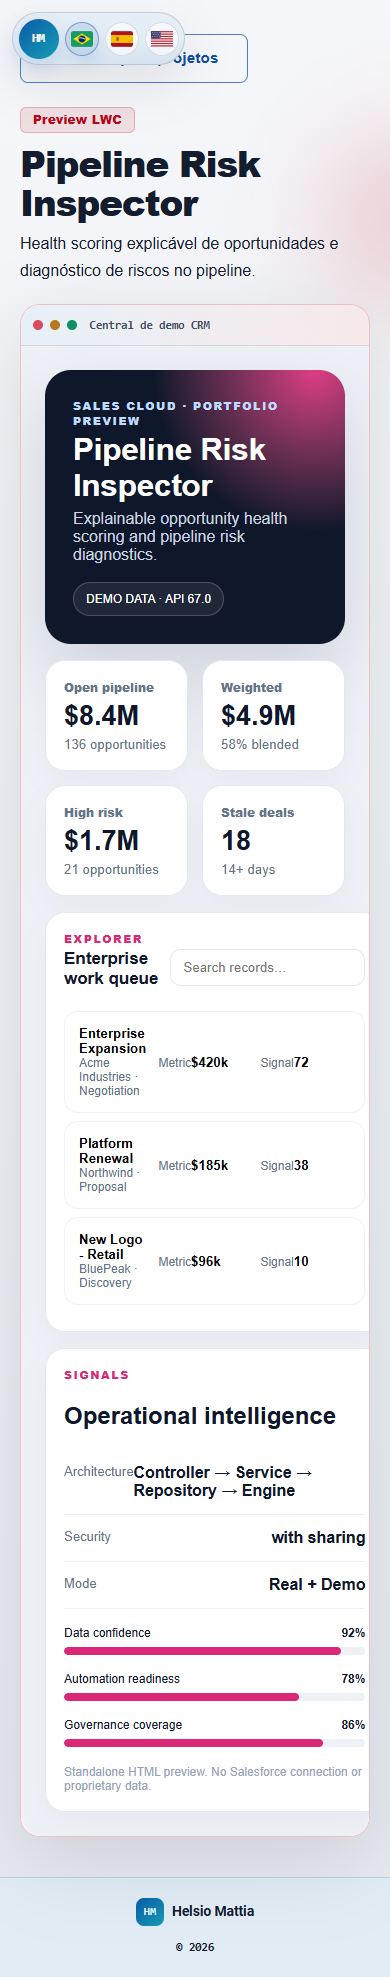 HM
ojetos
Preview LWC
Pipeline Risk
Inspector
Health scoring explicável de oportunidades e
diagnóstico de riscos no pipeline.
Central de demo CRM
SALES CLOUD · PORTFOLIO
PREVIEW
Pipeline Risk
Inspector
Explainable opportunity health
scoring and pipeline risk
diagnostics.
DEMO DATA · API 67.0
Open pipeline
$8.4M
136 opportunities
Weighted
$4.9M
58% blended
High risk
$1.7M
21 opportunities
Stale deals
18
14+ days
EXPLORER
Enterprise
work queue
Search records...
Enterprise
Expansion
Acme
Industries ·
Negotiation
Metric$420k
Signal72
Platform
Renewal
Northwind ·
Proposal
Metric$185k
Signal38
New Logo
- Retail
BluePeak ·
Discovery
Metric$96k
Signal10
SIGNALS
Operational intelligence
Architecture
Controller → Service →
Repository → Engine
Security with sharing
Mode Real + Demo
Data confidence 92%
Automation readiness 78%
Governance coverage 86%
Standalone HTML preview. No Salesforce connection or
proprietary data.
HM Helsio Mattia
© 2026